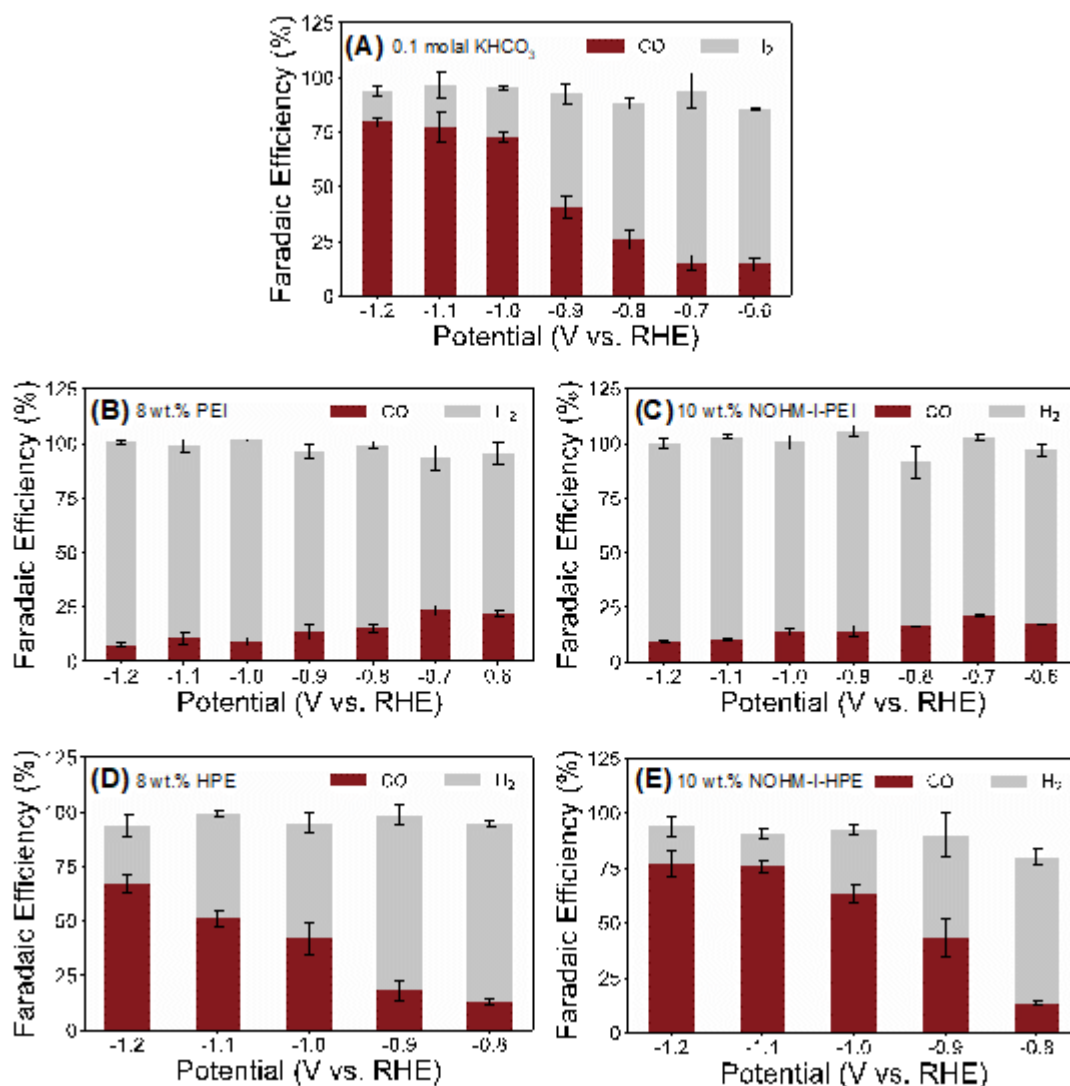 (A) 0.1 molal KHCO₃
CO
Faradaic Efficiency (%)
125
100
75
50
25
0
-1.2 -1.1 -1.0 -0.9 -0.8 -0.7 -0.6
Potential (V vs. RHE)
(B) 8 wt.% PEI
CO
Faradaic Efficiency (%)
125
100
75
50
25
0
-1.2 -1.1 -1.0 -0.9 -0.8 -0.7
Potential (V vs. RHE)
(C) 10 wt.% NOHM-I-PEI
CO H₂
Faradaic Efficiency (%)
125
100
75
50
25
0
-1.2 -1.1 -1.0 -0.9 -0.8 -0.7 -0.6
Potential (V vs. RHE)
(D) 8 wt.% HPE
CO H₂
Faradaic Efficiency (%)
125
100
75
50
25
0
-1.2 -1.1 -1.0 -0.9 -0.8
Potential (V vs. RHE)
(E) 10 wt.% NOHM-I-HPE
CO H₂
Faradaic Efficiency (%)
125
100
75
50
25
0
-1.2 -1.1 -1.0 -0.9 -0.8
Potential (V vs. RHE)